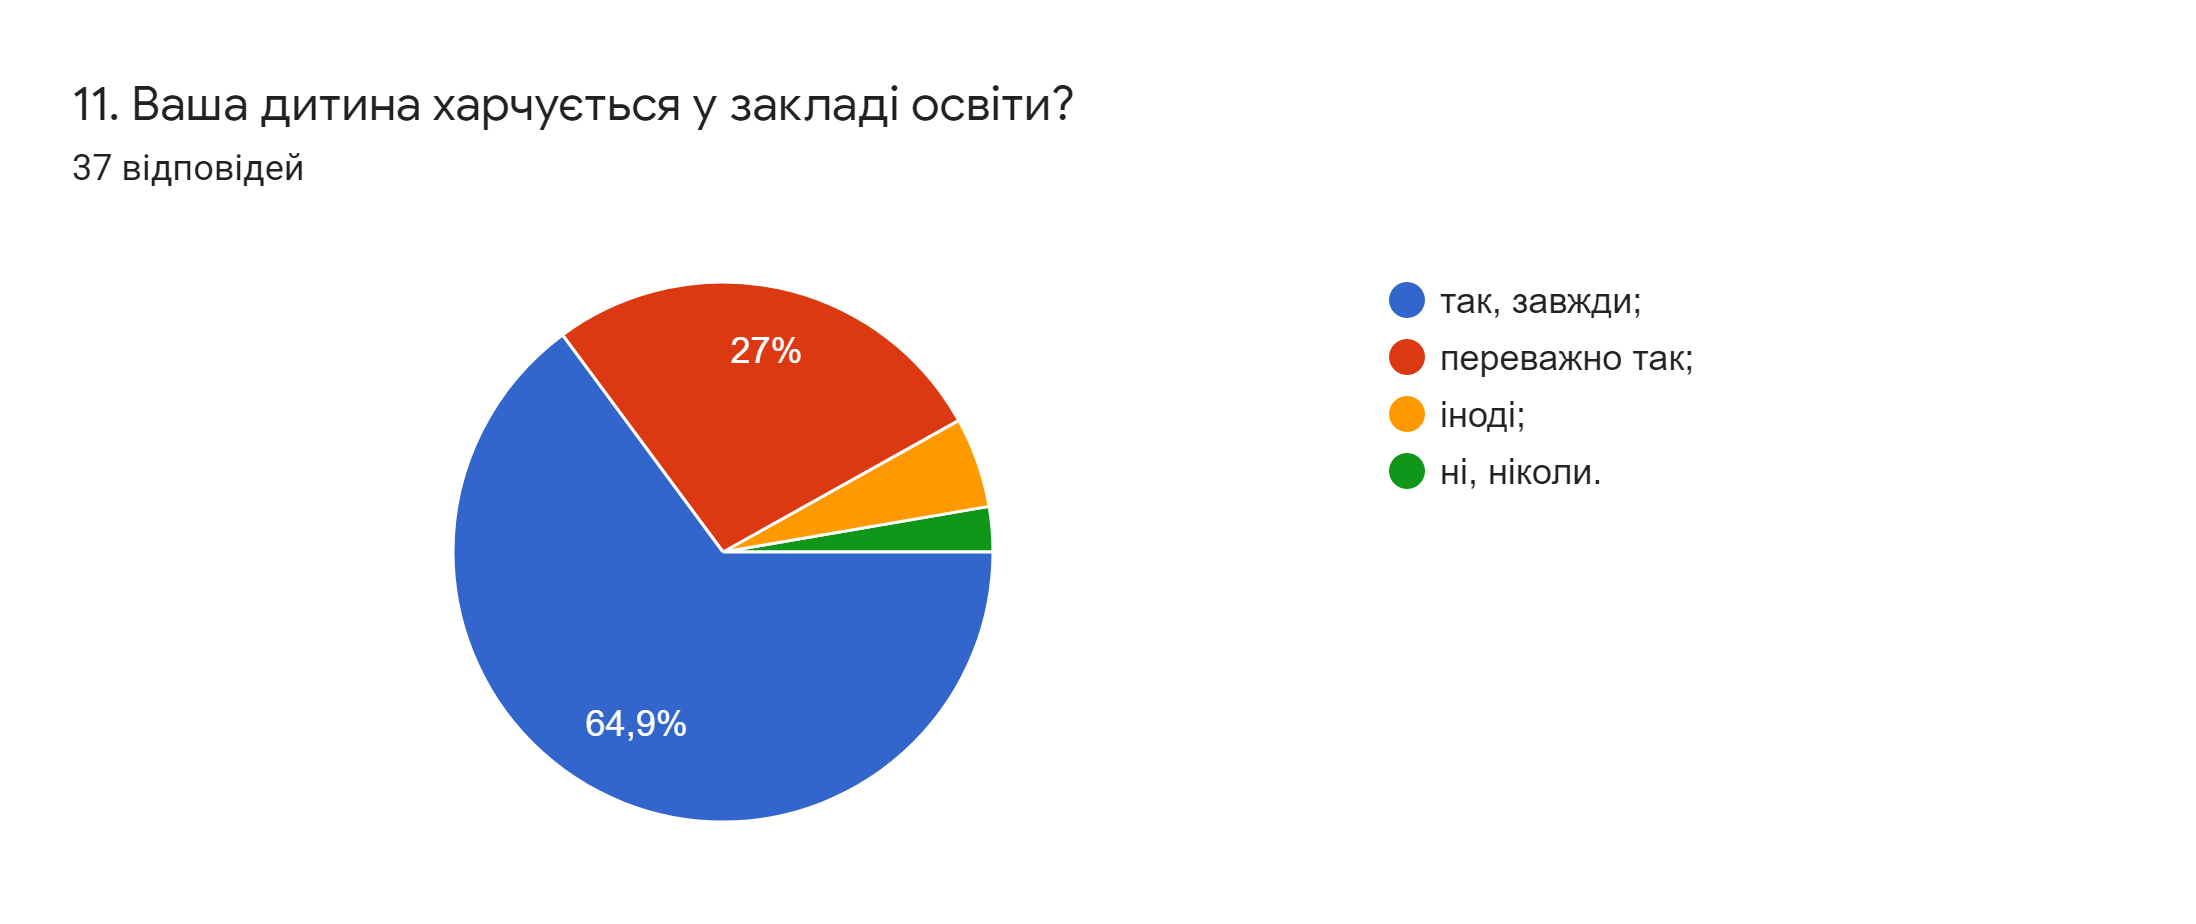 11. Ваша дитина харчується у закладі освіти?
37 відповідей
27%
64,9%
так, завжди;
переважно так;
іноді;
ні, ніколи.